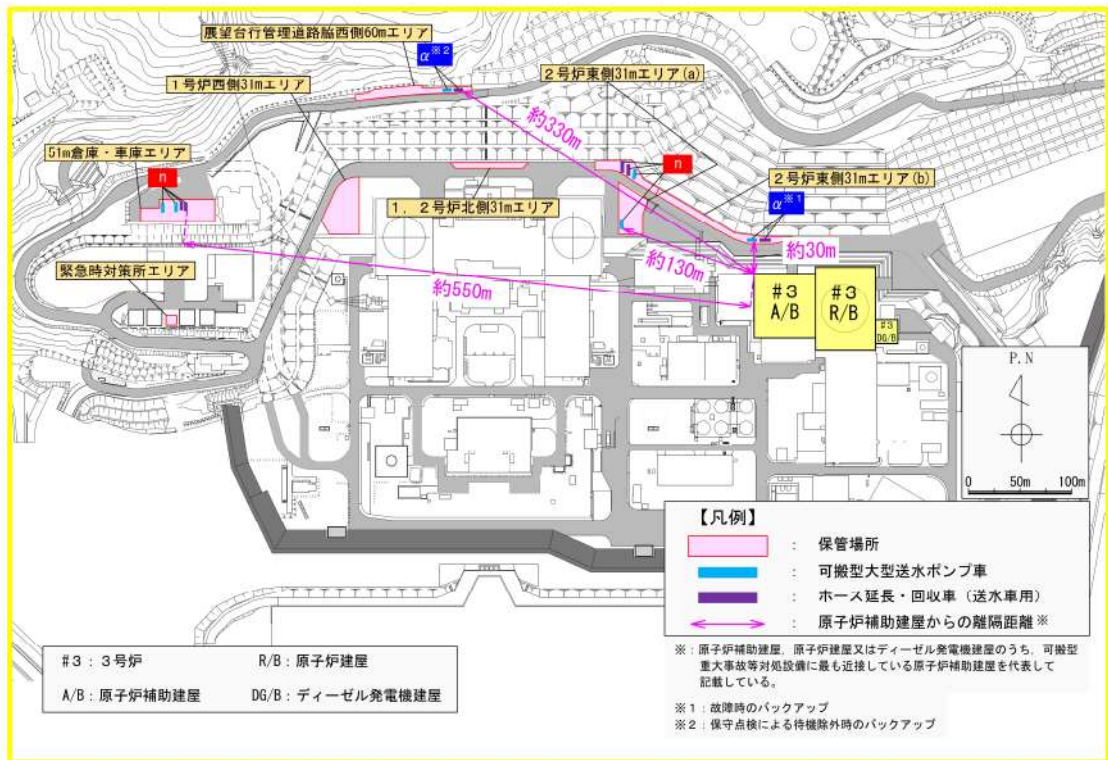 展望台行管理道路脇西側60mエリア
α※2
1号炉西側31mエリア
2号炉東側31mエリア(a)
約330m
51m倉庫・車庫エリア
n
n
2号炉東側31mエリア(b)
α※1
1，2号炉北側31mエリア
約30m
約130m
緊急時対策所エリア
約550m
#3
A/B
#3
R/B
#3
DG/B
P.N
0 50m 100m
【凡例】
： 保管場所
： 可搬型大型送水ポンプ車
： ホース延長・回収車（送水車用）
： 原子炉補助建屋からの離隔距離※
※：原子炉補助建屋，原子炉建屋又はディーゼル発電機建屋のうち，可搬型
重大事故等対処設備に最も近接している原子炉補助建屋を代表して
記載している。
※1：故障時のバックアップ
※2：保守点検による待機除外時のバックアップ
#3：3号炉 R/B：原子炉建屋
A/B：原子炉補助建屋 DG/B：ディーゼル発電機建屋